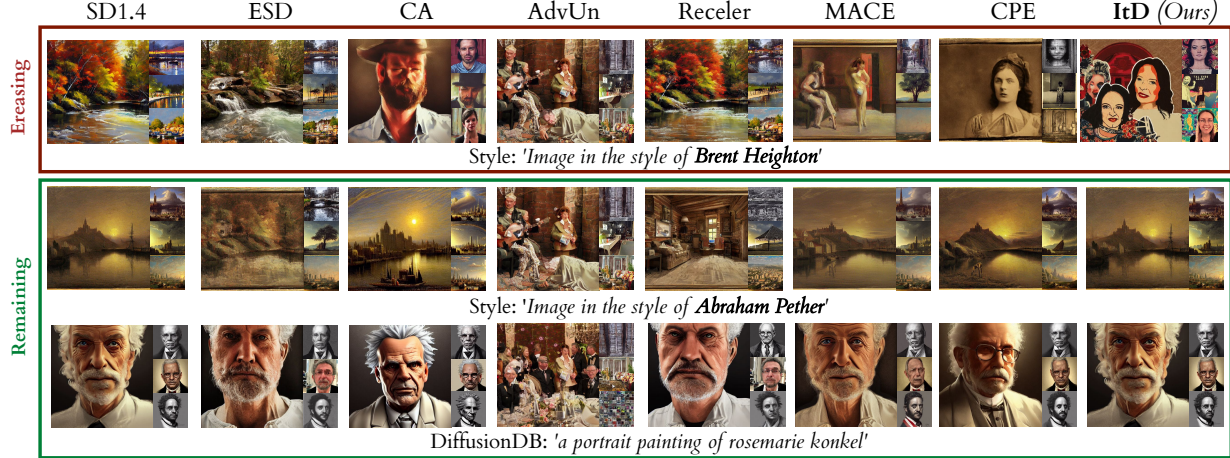 SD1.4 ESD CA AdvUn Receler MACE CPE ItD (Ours)
Ereasing
Style: 'Image in the style of Brent Heighton'
Remaining
Style: 'Image in the style of Abraham Pether'
DiffusionDB: 'a portrait painting of rosemarie konkel'